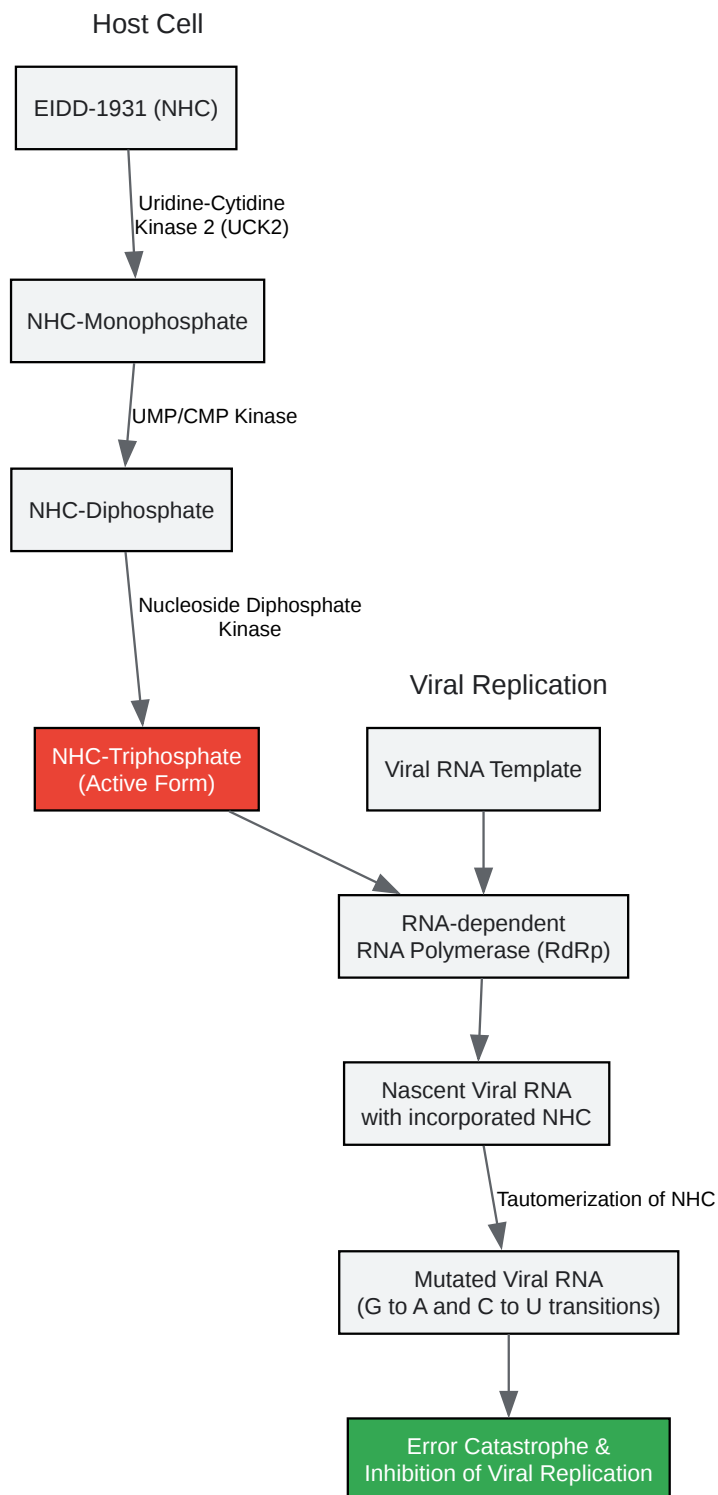 Host Cell
EIDD-1931 (NHC)
Uridine-Cytidine
Kinase 2 (UCK2)
NHC-Monophosphate
UMP/CMP Kinase
NHC-Diphosphate
Nucleoside Diphosphate
Kinase
Viral Replication
NHC-Triphosphate
(Active Form)
Viral RNA Template
RNA-dependent
RNA Polymerase (RdRp)
Nascent Viral RNA
with incorporated NHC
Tautomerization of NHC
Mutated Viral RNA
(G to A and C to U transitions)
Error Catastrophe &
Inhibition of Viral Replication